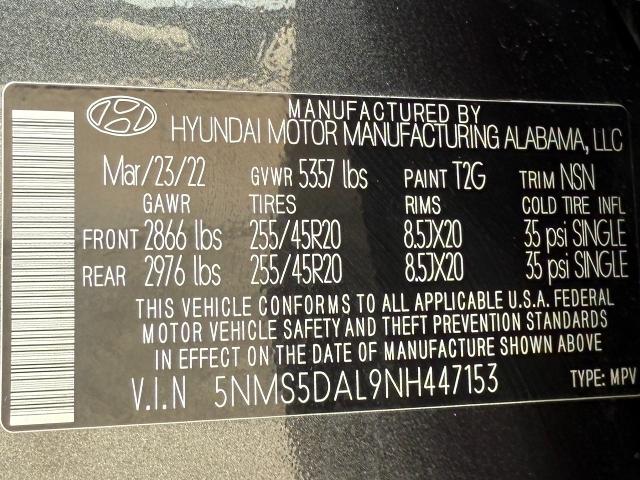 MANUFACTURED BY
HYUNDAI MOTOR MANUFACTURING ALABAMA, LLC
Mar/23/22 GVWR 5357 lbs PAINT T2G TRIM NSN
GAWR TIRES RIMS COLD TIRE INFL
FRONT 2866 lbs 255/45R20 8.5JX20 35 psi SINGLE
REAR 2976 lbs 255/45R20 8.5JX20 35 psi SINGLE
THIS VEHICLE CONFORMS TO ALL APPLICABLE U.S.A. FEDERAL
MOTOR VEHICLE SAFETY AND THEFT PREVENTION STANDARDS
IN EFFECT ON THE DATE OF MANUFACTURE SHOWN ABOVE
V.I.N 5NMS5DAL9NH447153 TYPE: MPV